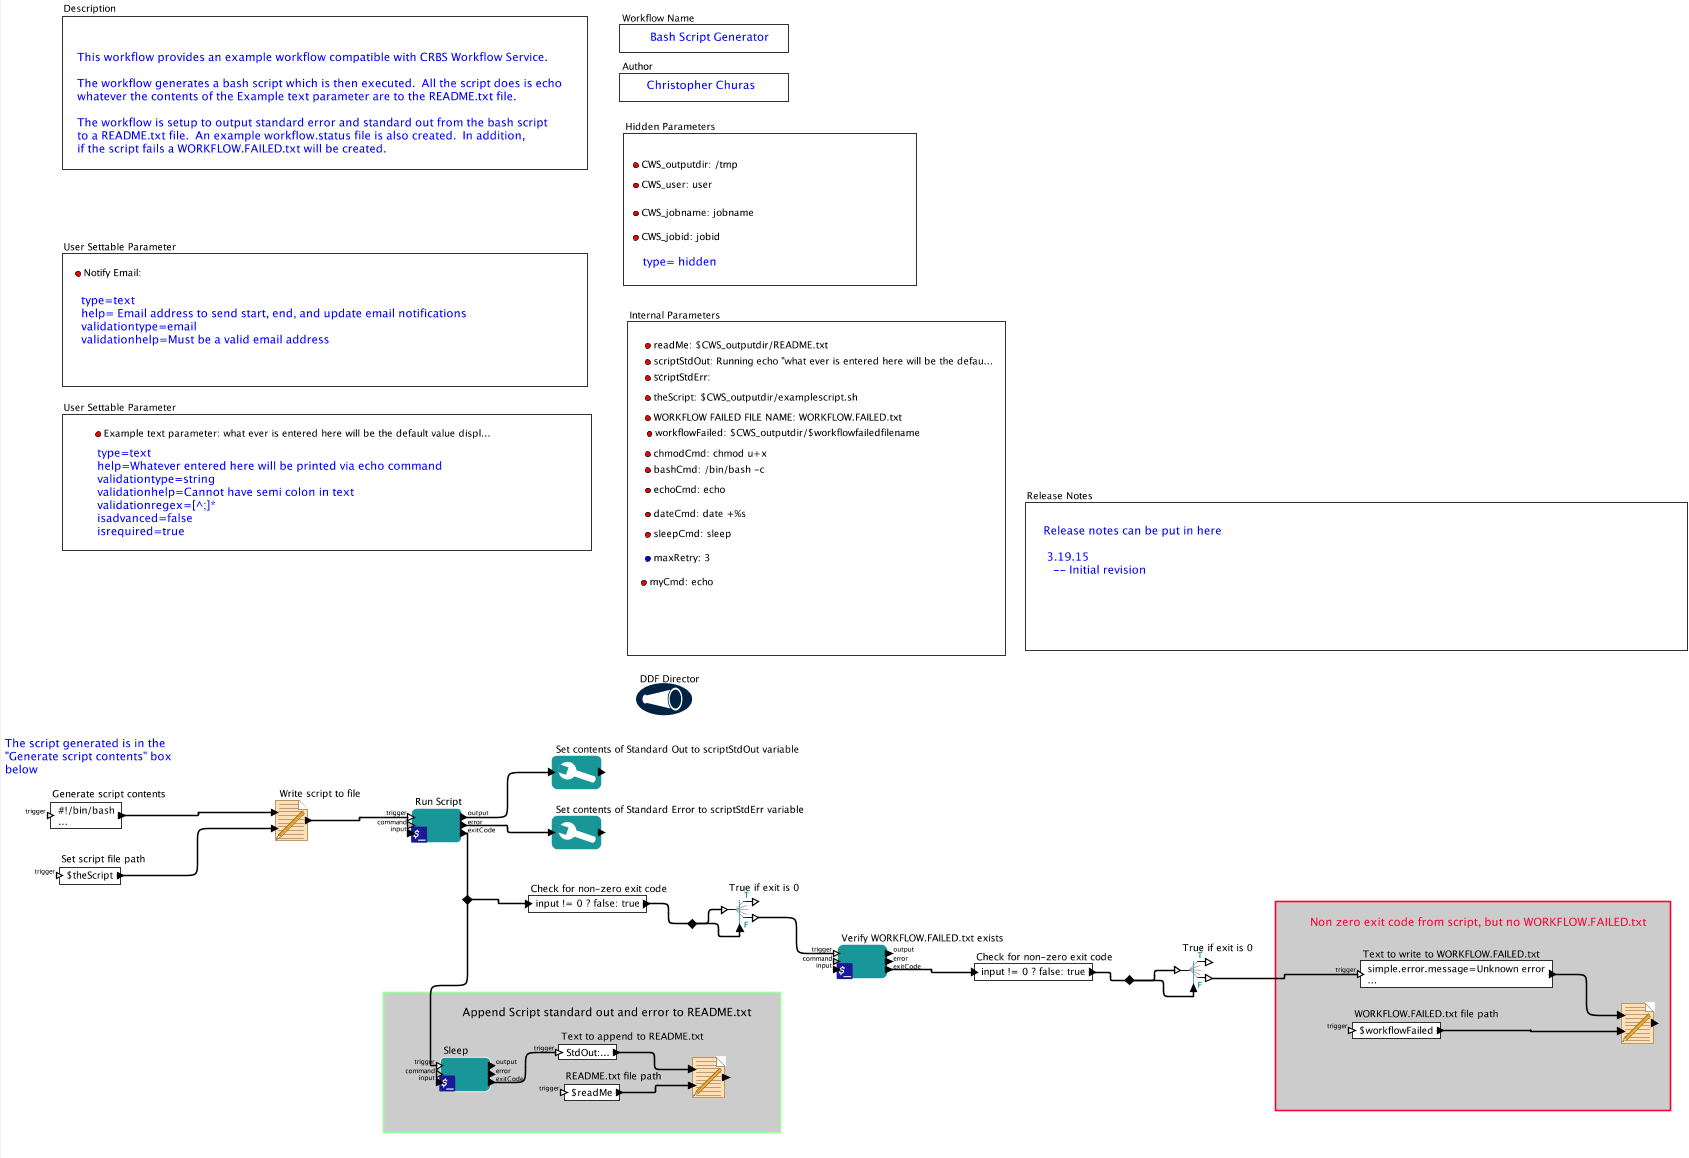 Description
This workflow provides an example workflow compatible with CRBS Workflow Service.
The workflow generates a bash script which is then executed.  All the script does is echo
whatever the contents of the Example text parameter are to the README.txt file.
The workflow is setup to output standard error and standard out from the bash script
to a README.txt file.  An example workflow.status file is also created.  In addition,
if the script fails a WORKFLOW.FAILED.txt will be created.
Workflow Name
Bash Script Generator
Author
Christopher Churas
Hidden Parameters
CWS_outputdir: /tmp
CWS_user: user
CWS_jobname: jobname
CWS_jobid: jobid
type= hidden
User Settable Parameter
Notify Email:
type=text
help= Email address to send start, end, and update email notifications
validationtype=email
validationhelp=Must be a valid email address
User Settable Parameter
Example text parameter: what ever is entered here will be the default value displ...
type=text
help=Whatever entered here will be printed via echo command
validationtype=string
validationhelp=Cannot have semi colon in text
validationregex=[^;]*
isadvanced=false
isrequired=true
Internal Parameters
readMe: $CWS_outputdir/README.txt
scriptStdOut: Running echo "what ever is entered here will be the defau...
scriptStdErr:
theScript: $CWS_outputdir/examplescript.sh
WORKFLOW FAILED FILE NAME: WORKFLOW.FAILED.txt
workflowFailed: $CWS_outputdir/$workflowfailedfilename
chmodCmd: chmod u+x
bashCmd: /bin/bash -c
echoCmd: echo
dateCmd: date +%s
sleepCmd: sleep
maxRetry: 3
myCmd: echo
Release Notes
Release notes can be put in here
3.19.15
-- Initial revision
DDF Director
The script generated is in the
"Generate script contents" box
below
Generate script contents
trigger
#!/bin/bash
...
Set script file path
trigger
$theScript
Write script to file
Run Script
trigger
command
input
$_
output
error
exitCode
Set contents of Standard Out to scriptStdOut variable
Set contents of Standard Error to scriptStdErr variable
Check for non-zero exit code
input != 0 ? false: true
True if exit is 0
T
F
Verify WORKFLOW.FAILED.txt exists
trigger
command
input
$_
output
error
exitCode
Check for non-zero exit code
input != 0 ? false: true
True if exit is 0
T
F
Non zero exit code from script, but no WORKFLOW.FAILED.txt
Text to write to WORKFLOW.FAILED.txt
trigger
simple.error.message=Unknown error
...
WORKFLOW.FAILED.txt file path
trigger
$workflowFailed
Append Script standard out and error to README.txt
Sleep
trigger
command
input
$_
output
error
exitCode
Text to append to README.txt
trigger
StdOut:...
README.txt file path
trigger
$readMe